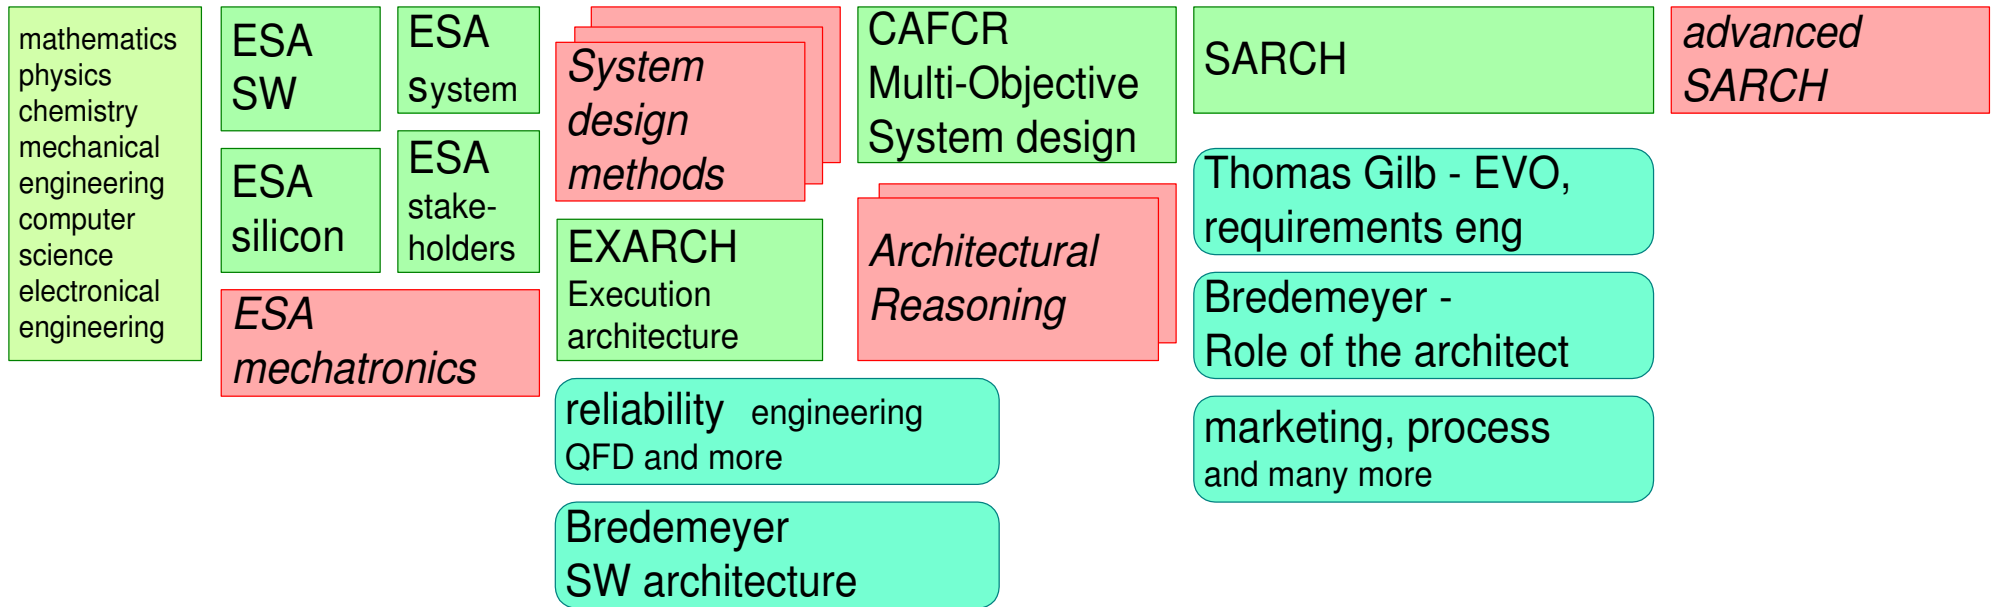 mathematics
physics
chemistry
mechanical
engineering
computer
science
electronical
engineering
ESA
SW
ESA
silicon
ESA
system
ESA
stake-
holders
ESA
mechatronics
System
design
methods
EXARCH
Execution
architecture
reliability engineering
QFD and more
Bredemeyer
SW architecture
CAFCR
Multi-Objective
System design
Architectural
Reasoning
SARCH
Thomas Gilb - EVO,
requirements eng
Bredemeyer -
Role of the architect
marketing, process
and many more
advanced
SARCH